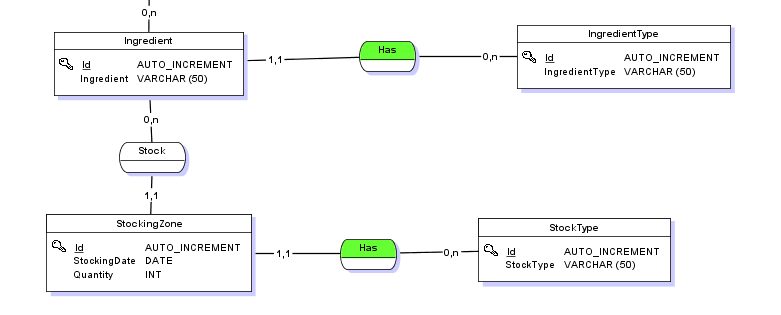 0,n
Ingredient
Id AUTO_INCREMENT
Ingredient VARCHAR (50)
1,1
Has
0,n
IngredientType
Id AUTO_INCREMENT
IngredientType VARCHAR (50)
0,n
Stock
1,1
StockingZone
Id AUTO_INCREMENT
StockingDate DATE
Quantity INT
1,1
Has
0,n
StockType
Id AUTO_INCREMENT
StockType VARCHAR (50)